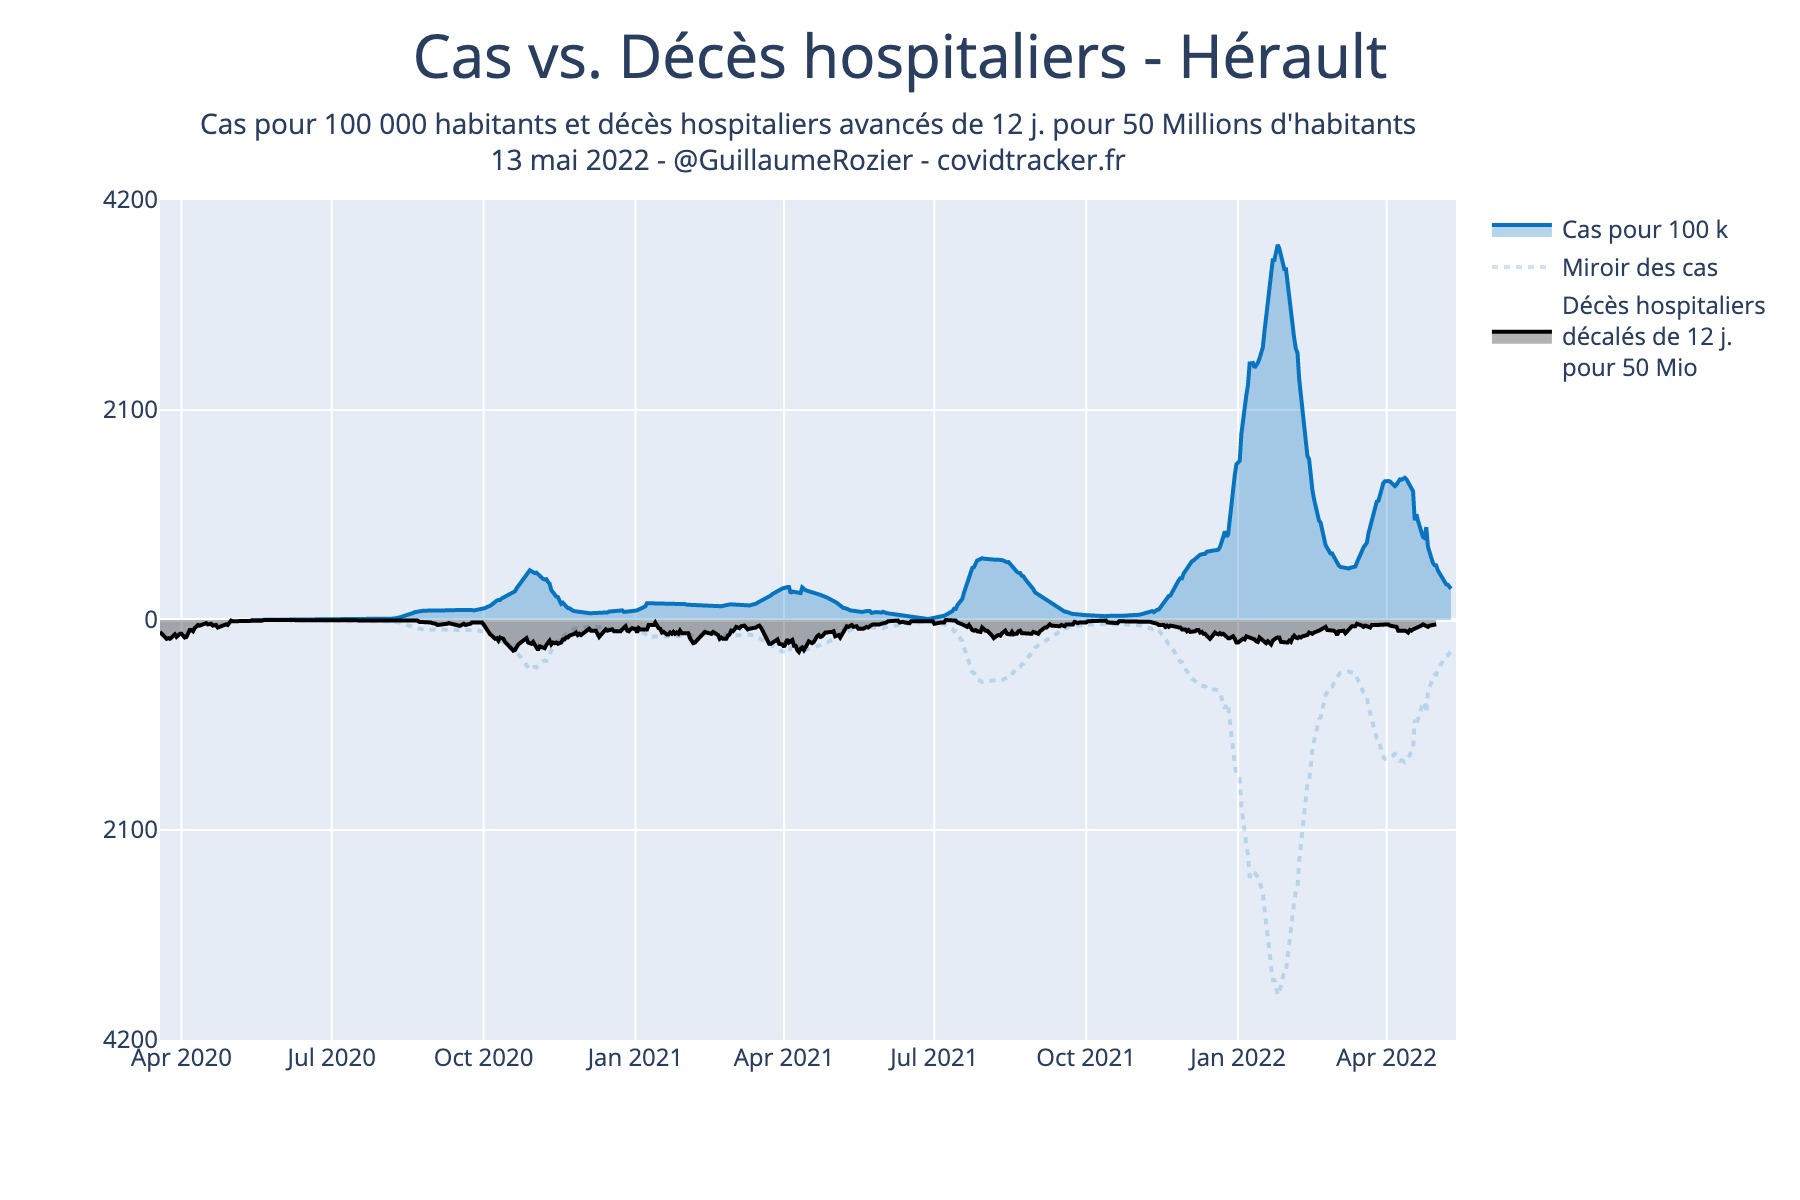 Cas vs. Décès hospitaliers - Hérault
Cas pour 100 000 habitants et décès hospitaliers avancés de 12 j. pour 50 Millions d'habitants
13 mai 2022 - @GuillaumeRozier - covidtracker.fr
4200
2100
0
2100
4200
Apr 2020
Jul 2020
Oct 2020
Jan 2021
Apr 2021
Jul 2021
Oct 2021
Jan 2022
Apr 2022
Cas pour 100 k
Miroir des cas
Décès hospitaliers
décalés de 12 j.
pour 50 Mio